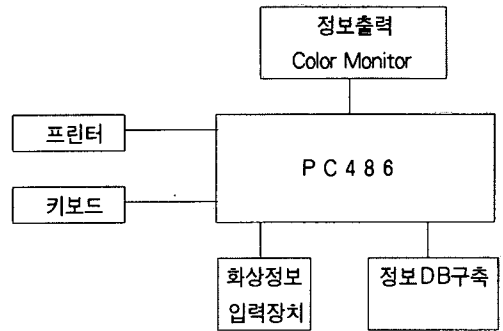 정보출력
Color Monitor
프린터
PC486
키보드
화상정보
입력장치
정보DB구축